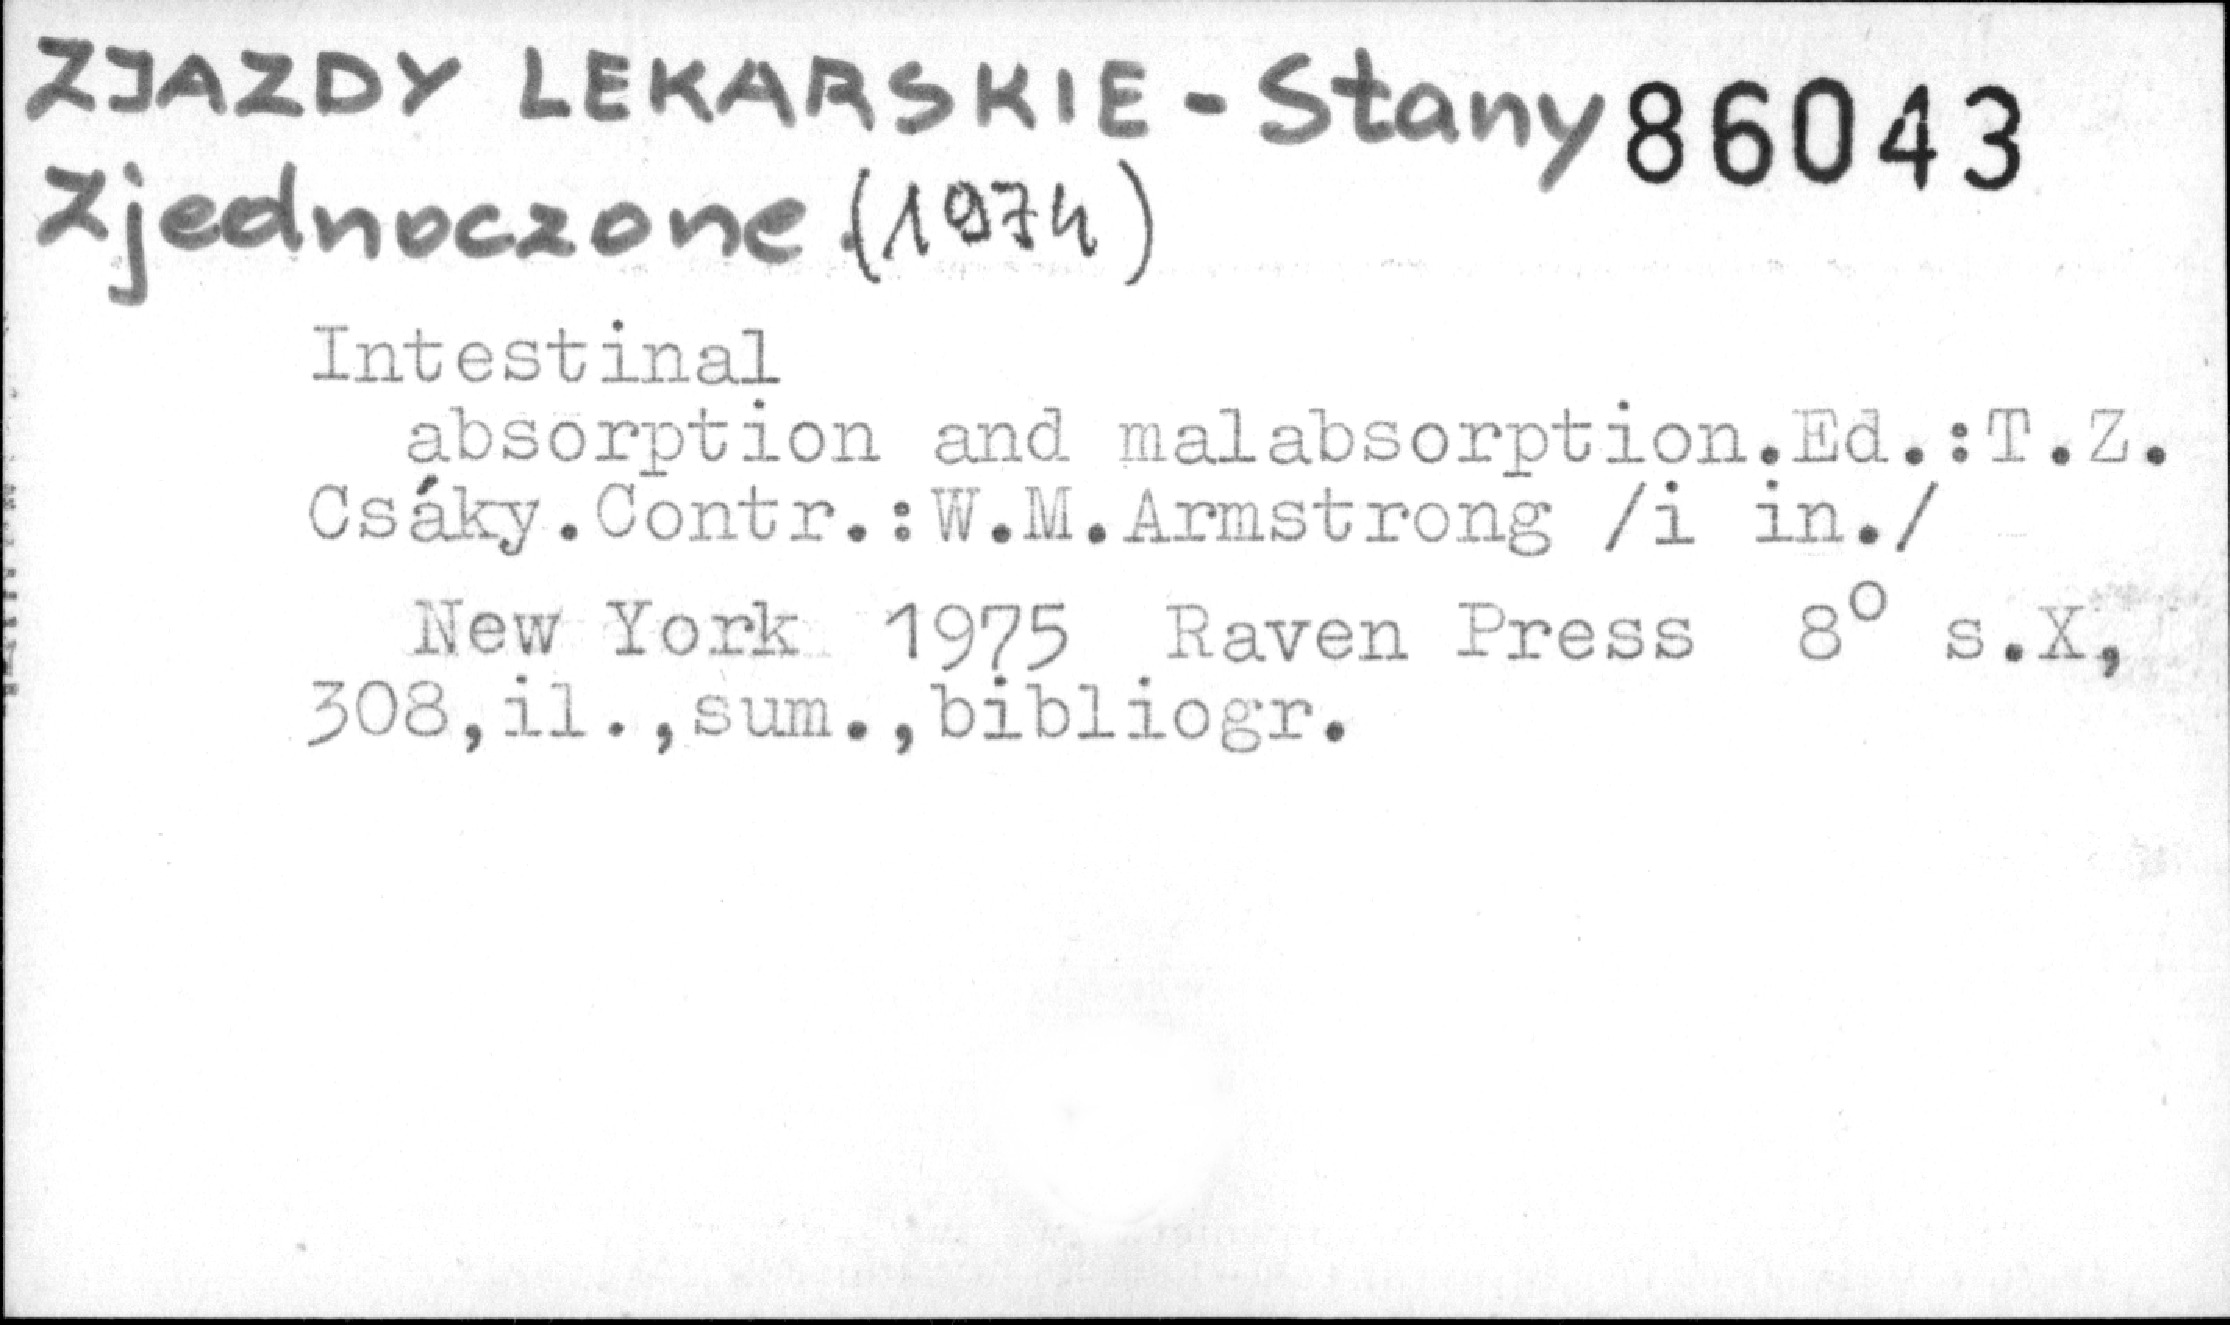 ZJAZDY LEKARSKIE - Stany 86043
Zjednoczone (1974)
Intestinal
absorption and malabsorption.Ed.:T.Z.
Csáky.Contr.:W.M.Armstrong /i in./
New York 1975 Raven Press 8° s.X,
308,il.,sum.,bibliogr.